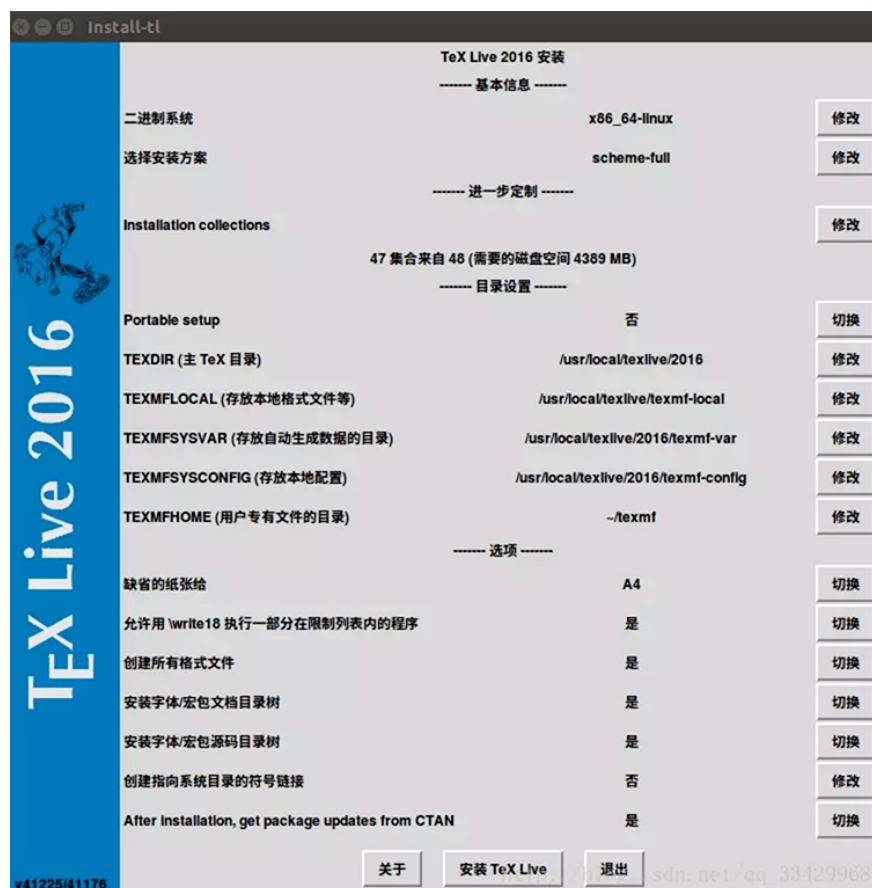 Install-tl
TeX Live 2016 安装
------- 基本信息 -------
二进制系统 x86_64-linux 修改
选择安装方案 scheme-full 修改
------- 进一步定制 -------
Installation collections 修改
47 集合来自 48 (需要的磁盘空间 4389 MB)
------- 目录设置 -------
Portable setup 否 切换
TEXDIR (主 TeX 目录) /usr/local/texlive/2016 修改
TEXMFLOCAL (存放本地格式文件等) /usr/local/texlive/texmf-local 修改
TEXMFSYSVAR (存放自动生成数据的目录) /usr/local/texlive/2016/texmf-var 修改
TEXMFSYSCONFIG (存放本地配置) /usr/local/texlive/2016/texmf-config 修改
TEXMFHOME (用户专有文件的目录) ~/texmf 修改
------- 选项 -------
缺省的纸张给 A4 切换
允许用 \write18 执行一部分在限制列表内的程序 是 切换
创建所有格式文件 是 切换
安装字体/宏包文档目录树 是 切换
安装字体/宏包源码目录树 是 切换
创建指向系统目录的符号链接 否 修改
After installation, get package updates from CTAN 是 切换
关于 安装 TeX Live 退出
TEX Live 2016
v41225/41176
sdn.net/qq_33429968